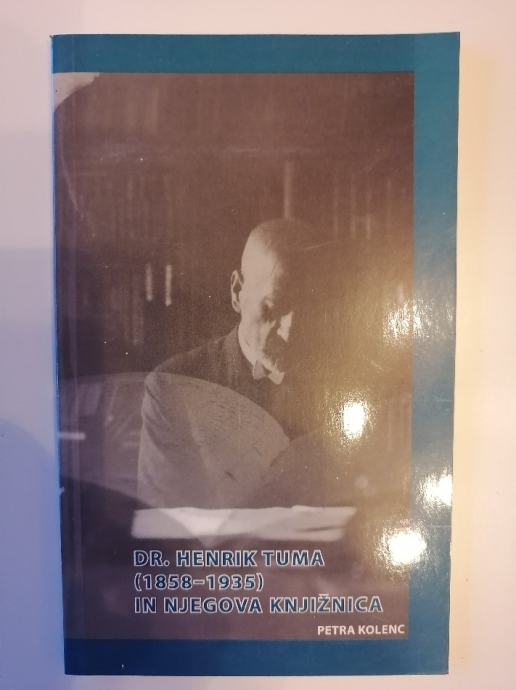 DR. HENRIK TUMA
(1858–1935)
IN NJEGOVA KNJIŽNICA
PETRA KOLENC